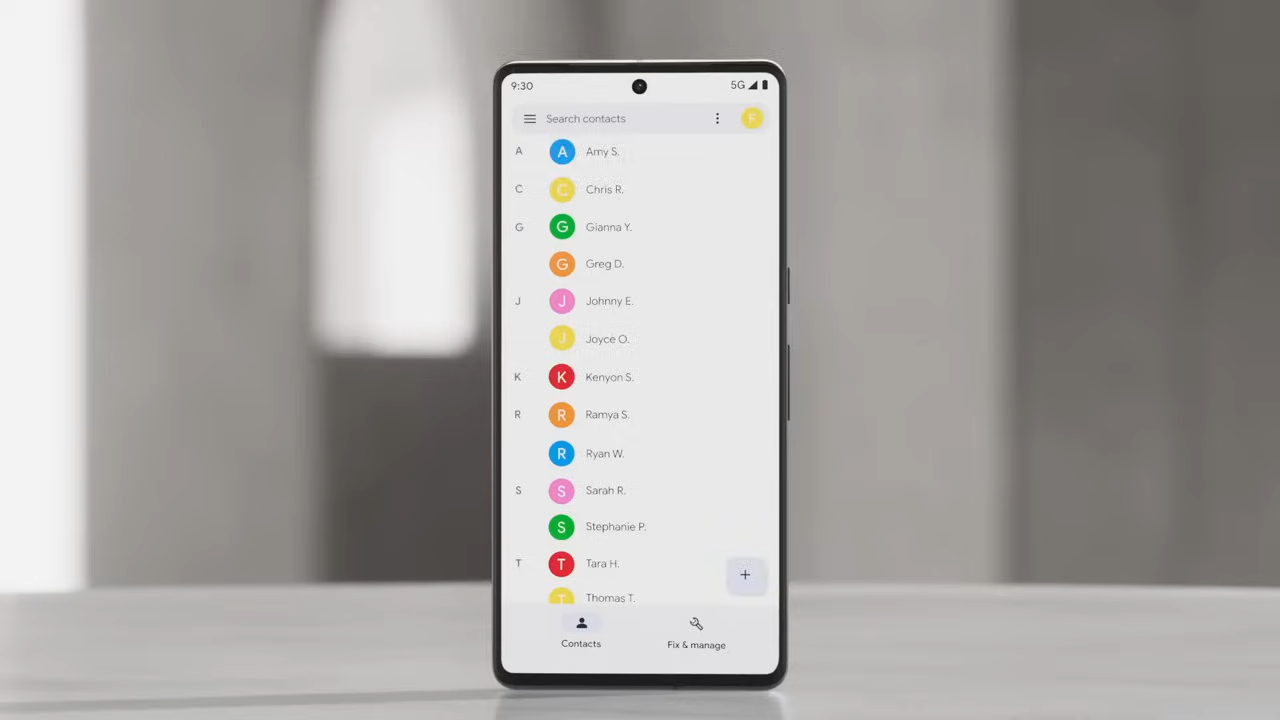 9:30 5G
Search contacts F
A A Amy S.
C C Chris R.
G G Gianna Y.
G Greg D.
J J Johnny E.
J Joyce O.
K K Kenyon S.
R R Ramya S.
R Ryan W.
S S Sarah R.
S Stephanie P.
T T Tara H.
+
T Thomas T.
Contacts Fix & manage